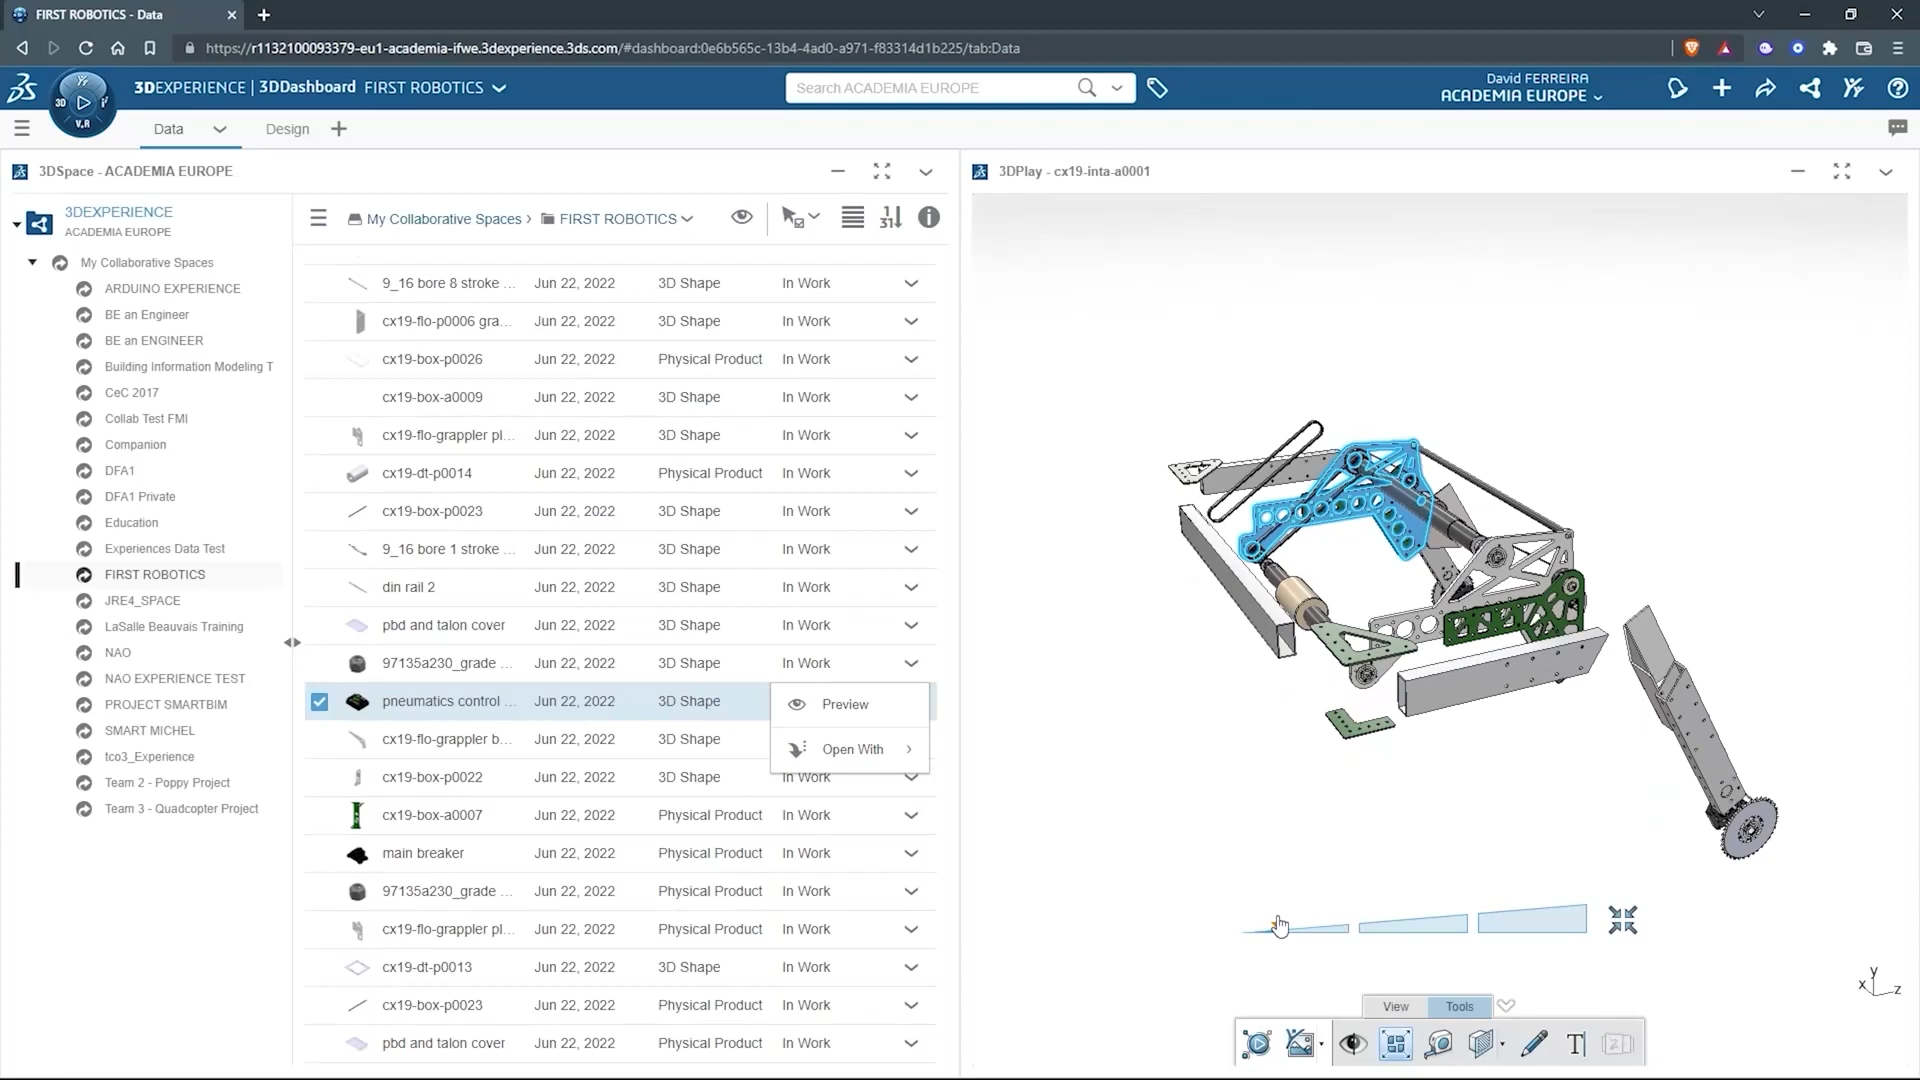 FIRST ROBOTICS - Data
https://r1132100093379-eu1-academia-ifwe.3dexperience.3ds.com/#dashboard:0e6b565c-13b4-4ad0-a971-f83314d1b225/tab:Data
3D
V.R
3DEXPERIENCE | 3DDashboard FIRST ROBOTICS
Search ACADEMIA EUROPE
David FERREIRA
ACADEMIA EUROPE
Data
Design
3DSpace - ACADEMIA EUROPE
3DPlay - cx19-inta-a0001
3DEXPERIENCE
ACADEMIA EUROPE
My Collaborative Spaces
ARDUINO EXPERIENCE
BE an Engineer
BE an ENGINEER
Building Information Modeling T
CeC 2017
Collab Test FMI
Companion
DFA1
DFA1 Private
Education
Experiences Data Test
FIRST ROBOTICS
JRE4_SPACE
LaSalle Beauvais Training
NAO
NAO EXPERIENCE TEST
PROJECT SMARTBIM
SMART MICHEL
tco3_Experience
Team 2 - Poppy Project
Team 3 - Quadcopter Project
My Collaborative Spaces › FIRST ROBOTICS
9_16 bore 8 stroke ... Jun 22, 2022 3D Shape In Work
cx19-flo-p0006 gra... Jun 22, 2022 3D Shape In Work
cx19-box-p0026 Jun 22, 2022 Physical Product In Work
cx19-box-a0009 Jun 22, 2022 3D Shape In Work
cx19-flo-grappler pl... Jun 22, 2022 3D Shape In Work
cx19-dt-p0014 Jun 22, 2022 Physical Product In Work
cx19-box-p0023 Jun 22, 2022 3D Shape In Work
9_16 bore 1 stroke ... Jun 22, 2022 3D Shape In Work
din rail 2 Jun 22, 2022 3D Shape In Work
pbd and talon cover Jun 22, 2022 3D Shape In Work
97135a230_grade ... Jun 22, 2022 3D Shape In Work
pneumatics control ... Jun 22, 2022 3D Shape
Preview
cx19-flo-grappler b... Jun 22, 2022 3D Shape
Open With
cx19-box-p0022 Jun 22, 2022 3D Shape In Work
cx19-box-a0007 Jun 22, 2022 Physical Product In Work
main breaker Jun 22, 2022 Physical Product In Work
97135a230_grade ... Jun 22, 2022 Physical Product In Work
cx19-flo-grappler pl... Jun 22, 2022 Physical Product In Work
cx19-dt-p0013 Jun 22, 2022 3D Shape In Work
cx19-box-p0023 Jun 22, 2022 Physical Product In Work
pbd and talon cover Jun 22, 2022 Physical Product In Work
y
x
z
View
Tools